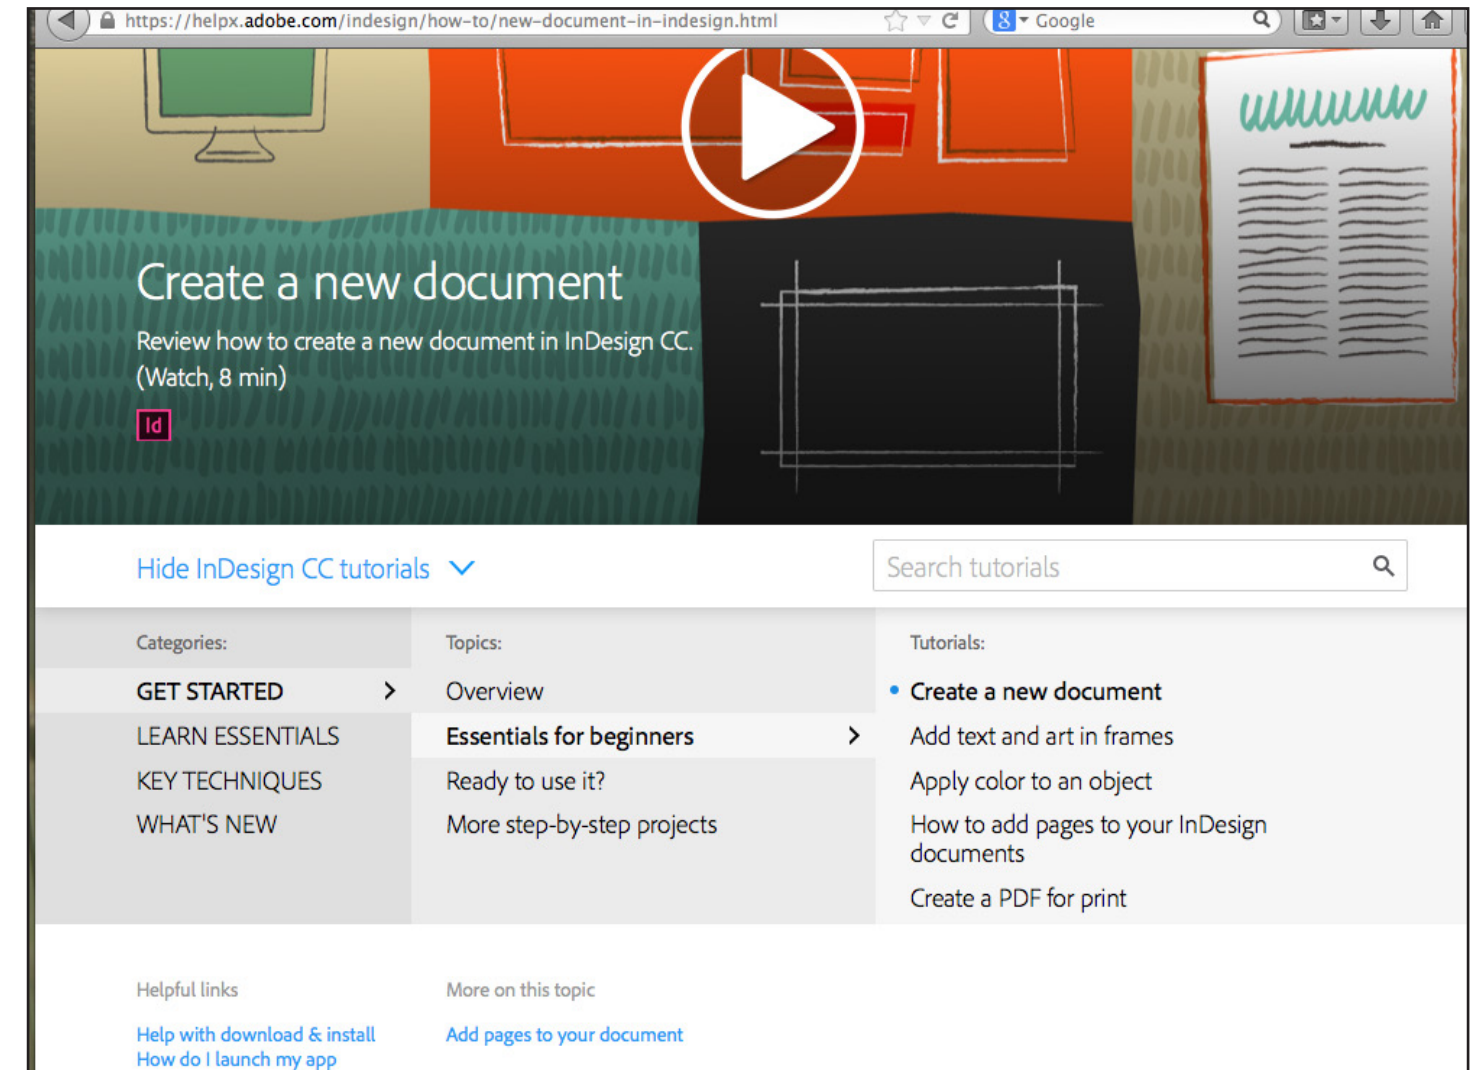 https://helpx.adobe.com/indesign/how-to/new-document-in-indesign.html
8
Google
Create a new document
Review how to create a new document in InDesign CC.
(Watch, 8 min)
Id
Hide InDesign CC tutorials
Search tutorials
Categories:
GET STARTED
LEARN ESSENTIALS
KEY TECHNIQUES
WHAT'S NEW
Topics:
Overview
Essentials for beginners
Ready to use it?
More step-by-step projects
Tutorials:
Create a new document
Add text and art in frames
Apply color to an object
How to add pages to your InDesign
documents
Create a PDF for print
Helpful links
Help with download & install
How do I launch my app
More on this topic
Add pages to your document